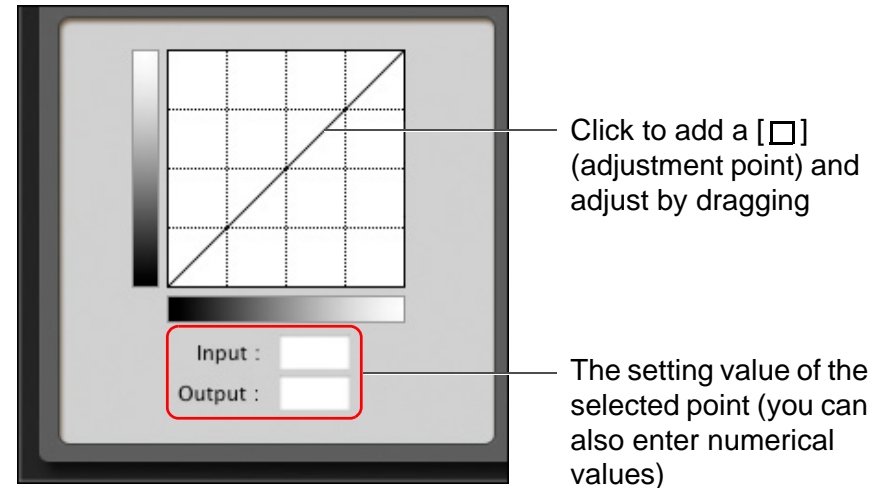 Click to add a [□]
(adjustment point) and
adjust by dragging
Input :
Output :
The setting value of the
selected point (you can
also enter numerical
values)